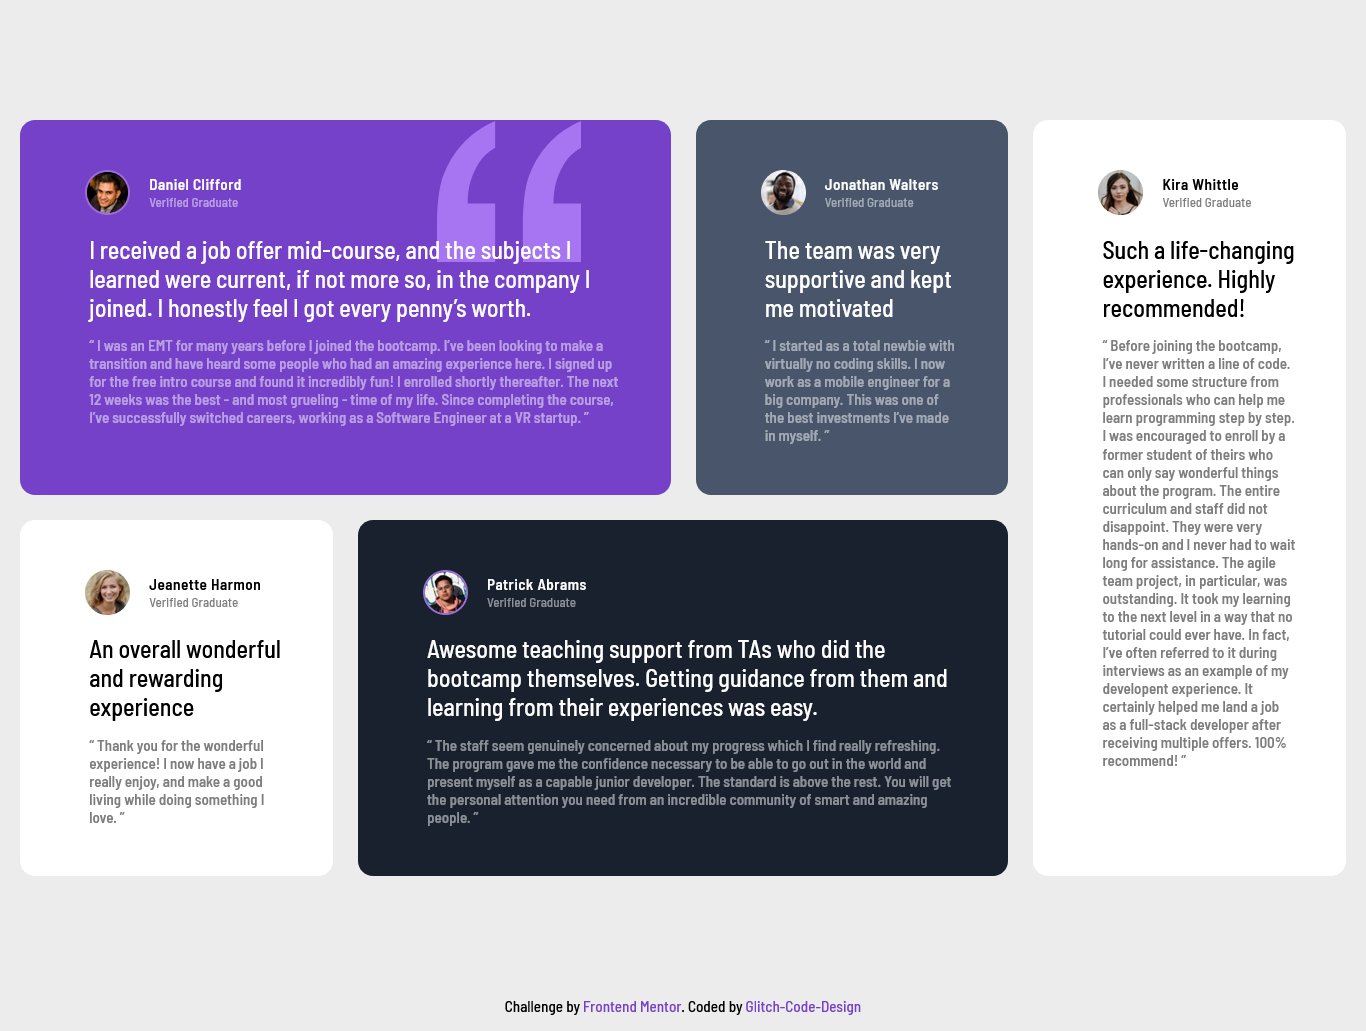 Daniel Clifford
Verified Graduate
I received a job offer mid-course, and the subjects I
learned were current, if not more so, in the company I
joined. I honestly feel I got every penny’s worth.
“ I was an EMT for many years before I joined the bootcamp. I’ve been looking to make a
transition and have heard some people who had an amazing experience here. I signed up
for the free intro course and found it incredibly fun! I enrolled shortly thereafter. The next
12 weeks was the best - and most grueling - time of my life. Since completing the course,
I’ve successfully switched careers, working as a Software Engineer at a VR startup. ”
Jonathan Walters
Verified Graduate
The team was very
supportive and kept
me motivated
“ I started as a total newbie with
virtually no coding skills. I now
work as a mobile engineer for a
big company. This was one of
the best investments I’ve made
in myself. ”
Kira Whittle
Verified Graduate
Such a life-changing
experience. Highly
recommended!
“ Before joining the bootcamp,
I’ve never written a line of code.
I needed some structure from
professionals who can help me
learn programming step by step.
I was encouraged to enroll by a
former student of theirs who
can only say wonderful things
about the program. The entire
curriculum and staff did not
disappoint. They were very
hands-on and I never had to wait
long for assistance. The agile
team project, in particular, was
outstanding. It took my learning
to the next level in a way that no
tutorial could ever have. In fact,
I’ve often referred to it during
interviews as an example of my
developent experience. It
certainly helped me land a job
as a full-stack developer after
receiving multiple offers. 100%
recommend! ”
Jeanette Harmon
Verified Graduate
An overall wonderful
and rewarding
experience
“ Thank you for the wonderful
experience! I now have a job I
really enjoy, and make a good
living while doing something I
love. ”
Patrick Abrams
Verified Graduate
Awesome teaching support from TAs who did the
bootcamp themselves. Getting guidance from them and
learning from their experiences was easy.
“ The staff seem genuinely concerned about my progress which I find really refreshing.
The program gave me the confidence necessary to be able to go out in the world and
present myself as a capable junior developer. The standard is above the rest. You will get
the personal attention you need from an incredible community of smart and amazing
people. ”
Challenge by Frontend Mentor. Coded by Glitch-Code-Design